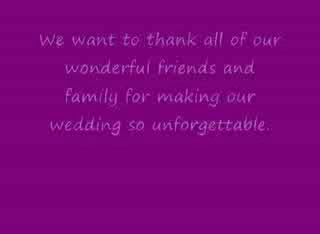 We want to thank all of our
wonderful friends and
family for making our
wedding so unforgettable.